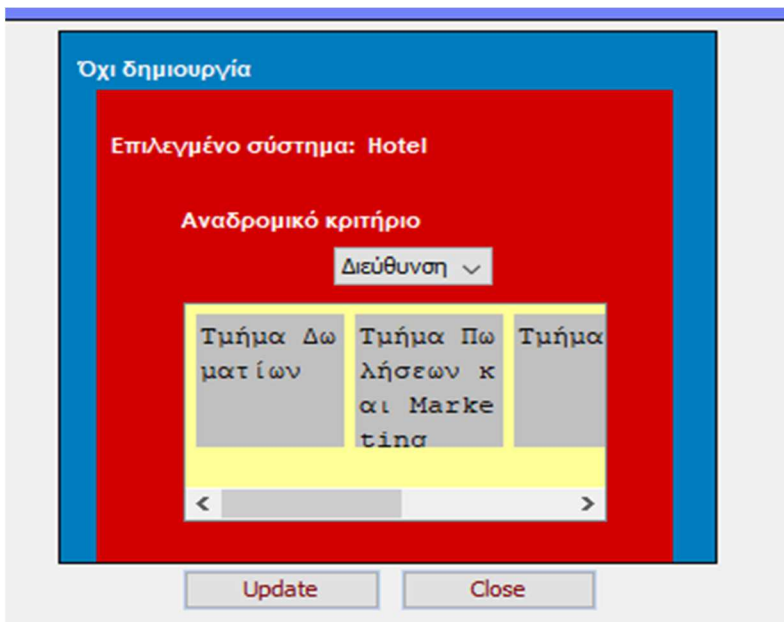 Όχι δημιουργία
Επιλεγμένο σύστημα: Hotel
Αναδρομικό κριτήριο
Διεύθυνση
Τμήμα Δω
ματίων
Τμήμα Πω
λήσεων κ
αι Marke
ting
Τμήμα
Update
Close